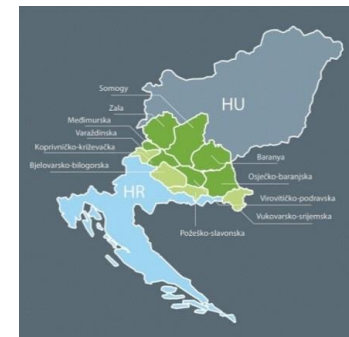 Somogy
HU
Zala
Međimurska
Varaždinska
Koprivničko-križevačka
Bjelovarsko-bilogorska
Baranya
Osječko-baranjska
HR
Virovitičko-podravska
Vukovarsko-srijemska
Požeško-slavonska